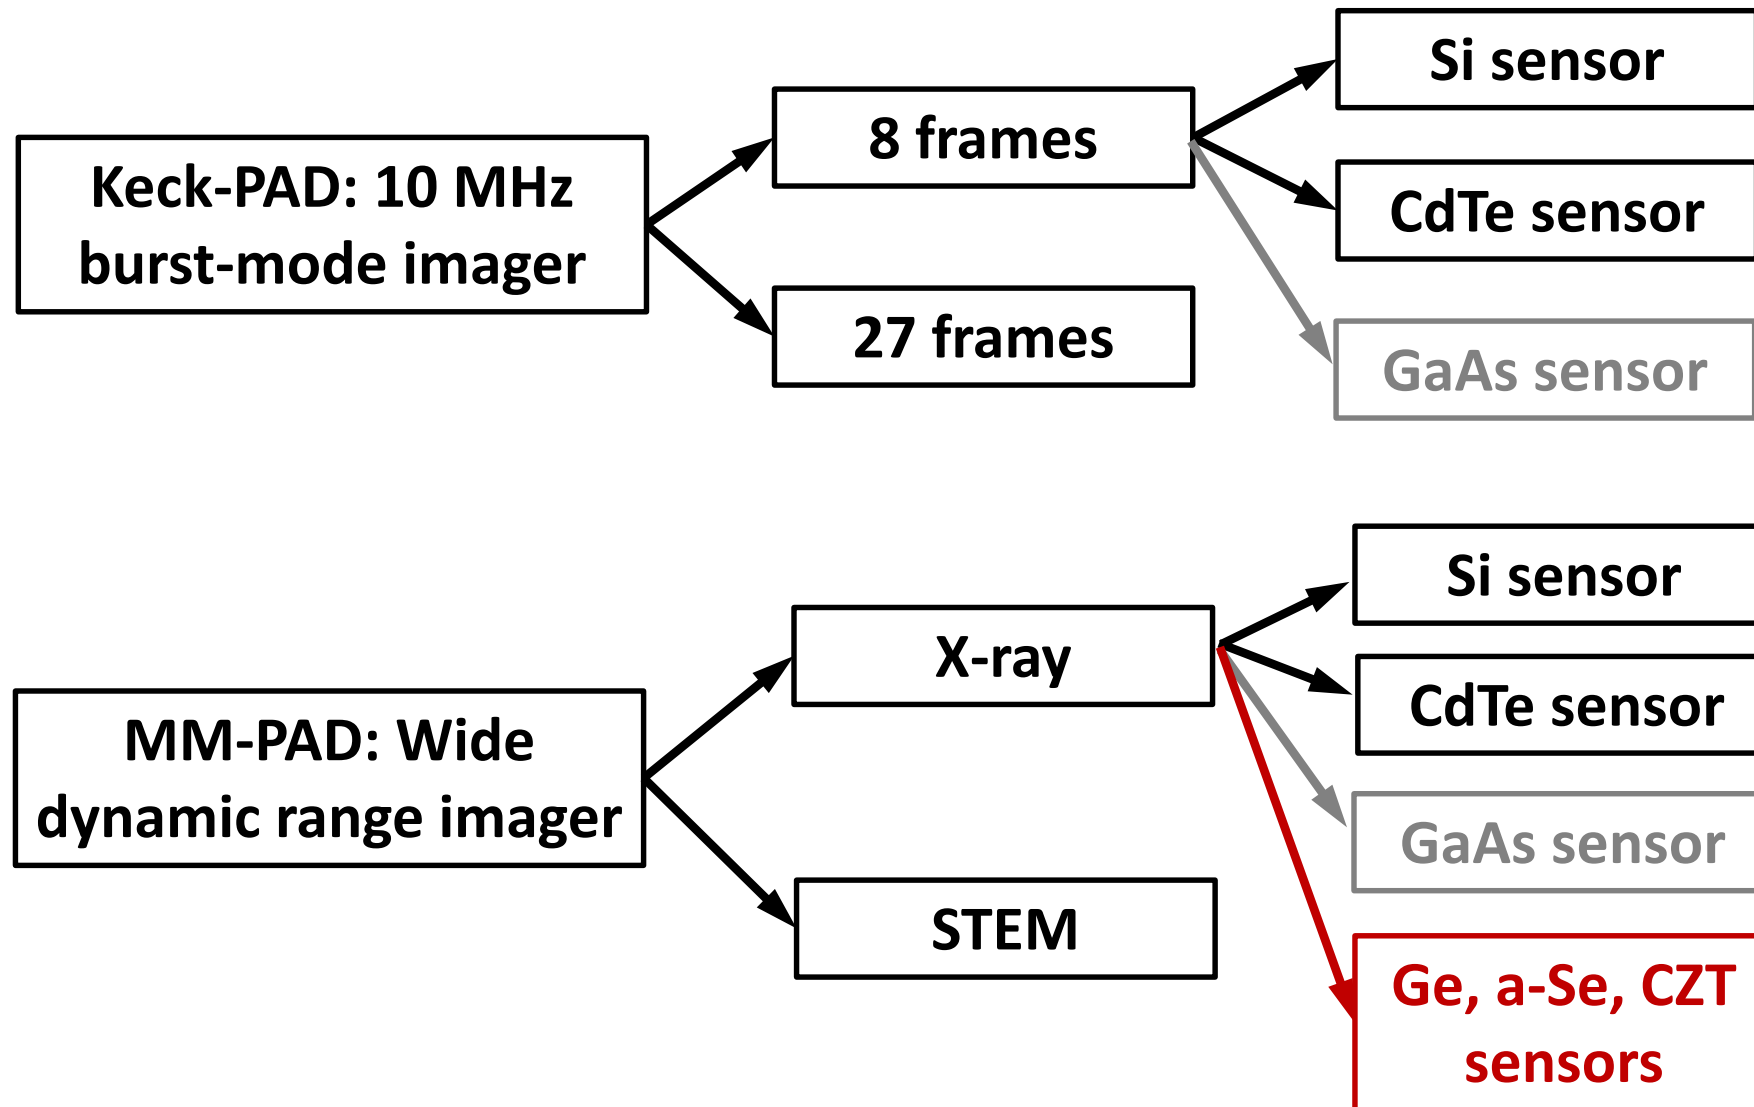 Si sensor
8 frames
Keck-PAD: 10 MHz
burst-mode imager
CdTe sensor
27 frames
GaAs sensor
Si sensor
X-ray
CdTe sensor
MM-PAD: Wide
dynamic range imager
GaAs sensor
STEM
Ge, a-Se, CZT
sensors